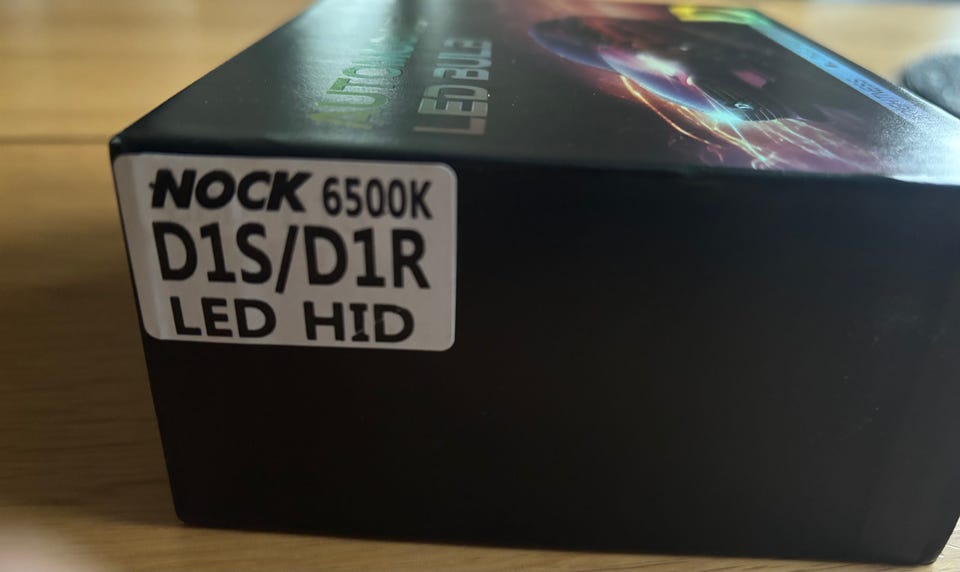 NOCK 6500K
D1S/D1R
LED HID
LED BULB